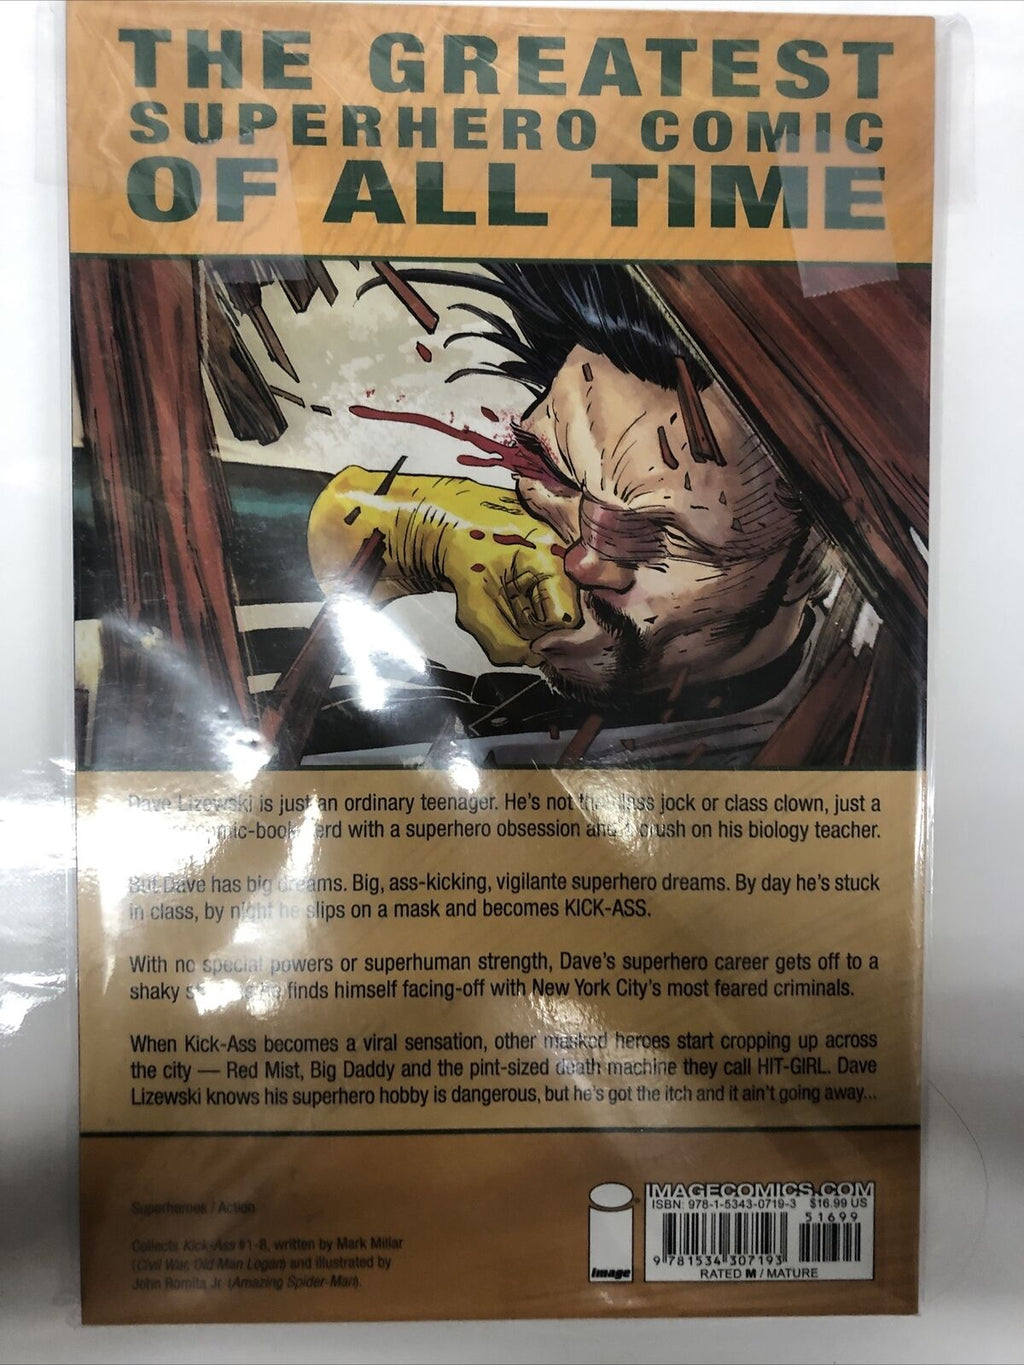 THE GREATEST
SUPERHERO COMIC
OF ALL TIME
Dave Lizewski is just an ordinary teenager. He's not the class jock or class clown, just a
comic-book nerd with a superhero obsession and a crush on his biology teacher.
But Dave has big dreams. Big, ass-kicking, vigilante superhero dreams. By day he's stuck
in class, by night he slips on a mask and becomes KICK-ASS.
With no special powers or superhuman strength, Dave's superhero career gets off to a
shaky finds himself facing-off with New York City's most feared criminals.
When Kick-Ass becomes a viral sensation, other masked heroes start cropping up across
the city — Red Mist, Big Daddy and the pint-sized death machine they call HIT-GIRL. Dave
Lizewski knows his superhero hobby is dangerous, but he's got the itch and it ain't going away...
Superheroes / Action
Collects Kick-Ass #1-8, written by Mark Millar
(Civil War, Old Man Logan) and illustrated by
John Romita Jr. (Amazing Spider-Man).
image
IMAGECOMICS.COM
ISBN: 978-1-5343-0719-3 $16.99 US
51699
9 781534 307193
RATED M / MATURE